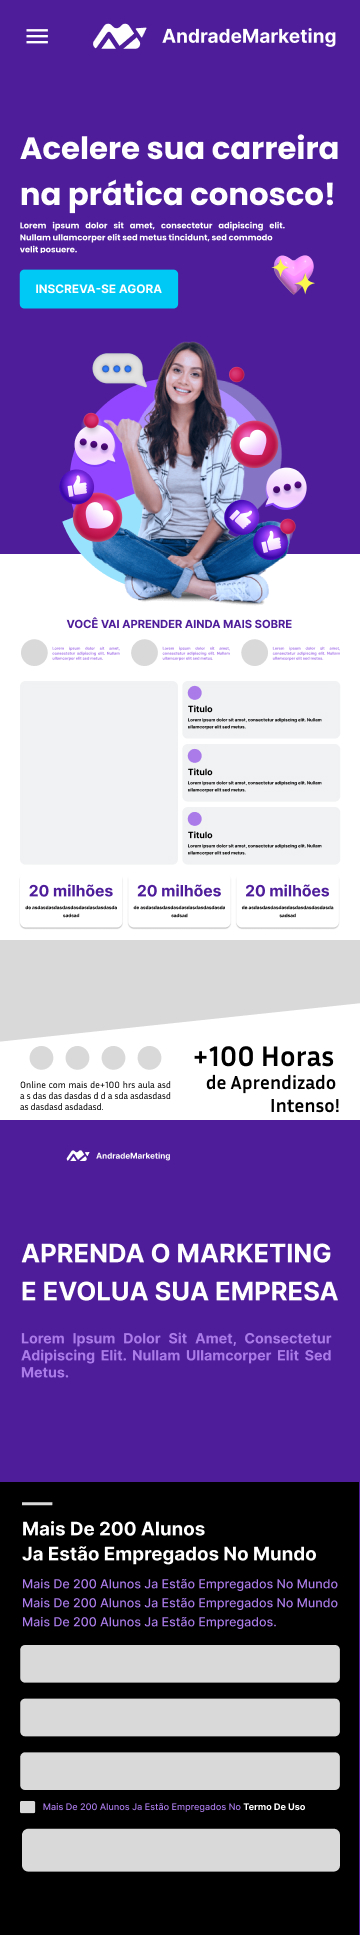 AndradeMarketing
Acelere sua carreira
na prática conosco!
Lorem ipsum dolor sit amet, consectetur adipiscing elit.
Nullam ullamcorper elit sed metus tincidunt, sed commodo
velit posuere.
INSCREVA-SE AGORA
VOCÊ VAI APRENDER AINDA MAIS SOBRE
Lorem ipsum dolor sit amet,
consectetur adipiscing elit. Nullam
ullamcorper elit sed metus.
Lorem ipsum dolor sit amet,
consectetur adipiscing elit. Nullam
ullamcorper elit sed metus.
Lorem ipsum dolor sit amet,
consectetur adipiscing elit. Nullam
ullamcorper elit sed metus.
Titulo
Lorem ipsum dolor sit amet, consectetur adipiscing elit. Nullam
ullamcorper elit sed metus.
Titulo
Lorem ipsum dolor sit amet, consectetur adipiscing elit. Nullam
ullamcorper elit sed metus.
Titulo
Lorem ipsum dolor sit amet, consectetur adipiscing elit. Nullam
ullamcorper elit sed metus.
20 milhões
20 milhões
20 milhões
+100 Horas
de Aprendizado
Intenso!
Online com mais de+100 hrs aula asd
a s das das dasdas d d a sda asdasdasd
as dasdasd asdadasd.
AndradeMarketing
APRENDA O MARKETING
E EVOLUA SUA EMPRESA
Lorem Ipsum Dolor Sit Amet, Consectetur
Adipiscing Elit. Nullam Ullamcorper Elit Sed
Metus.
Mais De 200 Alunos
Ja Estão Empregados No Mundo
Mais De 200 Alunos Ja Estão Empregados No Mundo
Mais De 200 Alunos Ja Estão Empregados No Mundo
Mais De 200 Alunos Ja Estão Empregados.
Mais De 200 Alunos Ja Estão Empregados No Termo De Uso